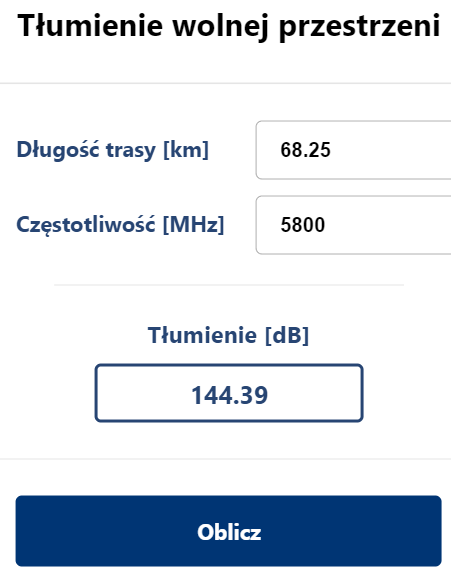 Tłumienie wolnej przestrzeni
Długość trasy [km] 68.25
Częstotliwość [MHz] 5800
Tłumienie [dB]
144.39
Oblicz